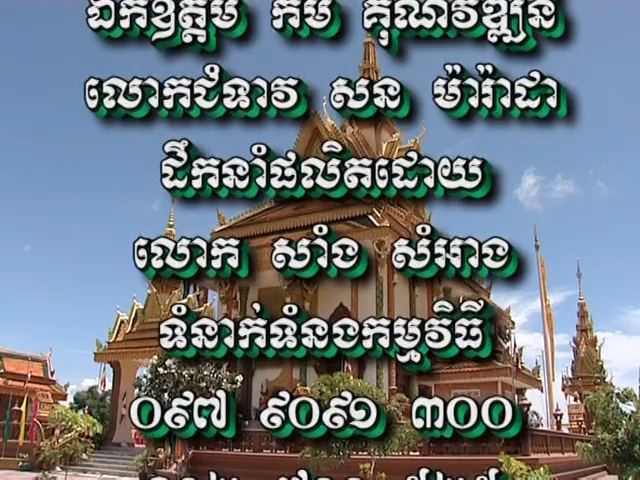 ឯកឧត្តម គឹម គុណវឌ្ឍន៍
លោកជំទាវ សន ម៉ារ៉ាដា
ដឹកនាំផលិតដោយ
លោក សាំង សំអាង
ទំនាក់ទំនងកម្មវិធី
០៩៧ ៩០៩១ ៣០០